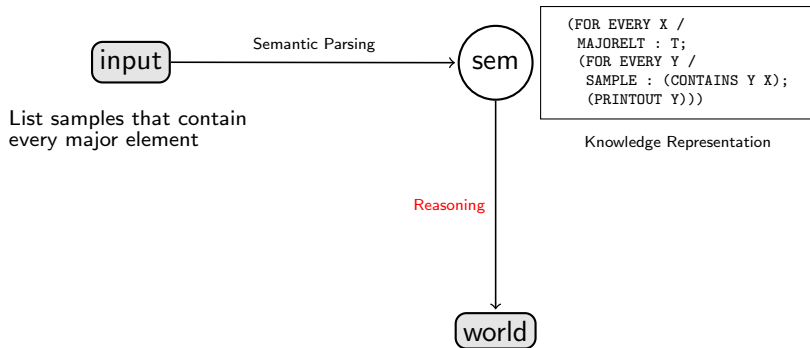 input
Semantic Parsing
sem
(FOR EVERY X /
MAJORELT : T;
(FOR EVERY Y /
SAMPLE : (CONTAINS Y X);
(PRINTOUT Y)))
List samples that contain
every major element
Knowledge Representation
Reasoning
world